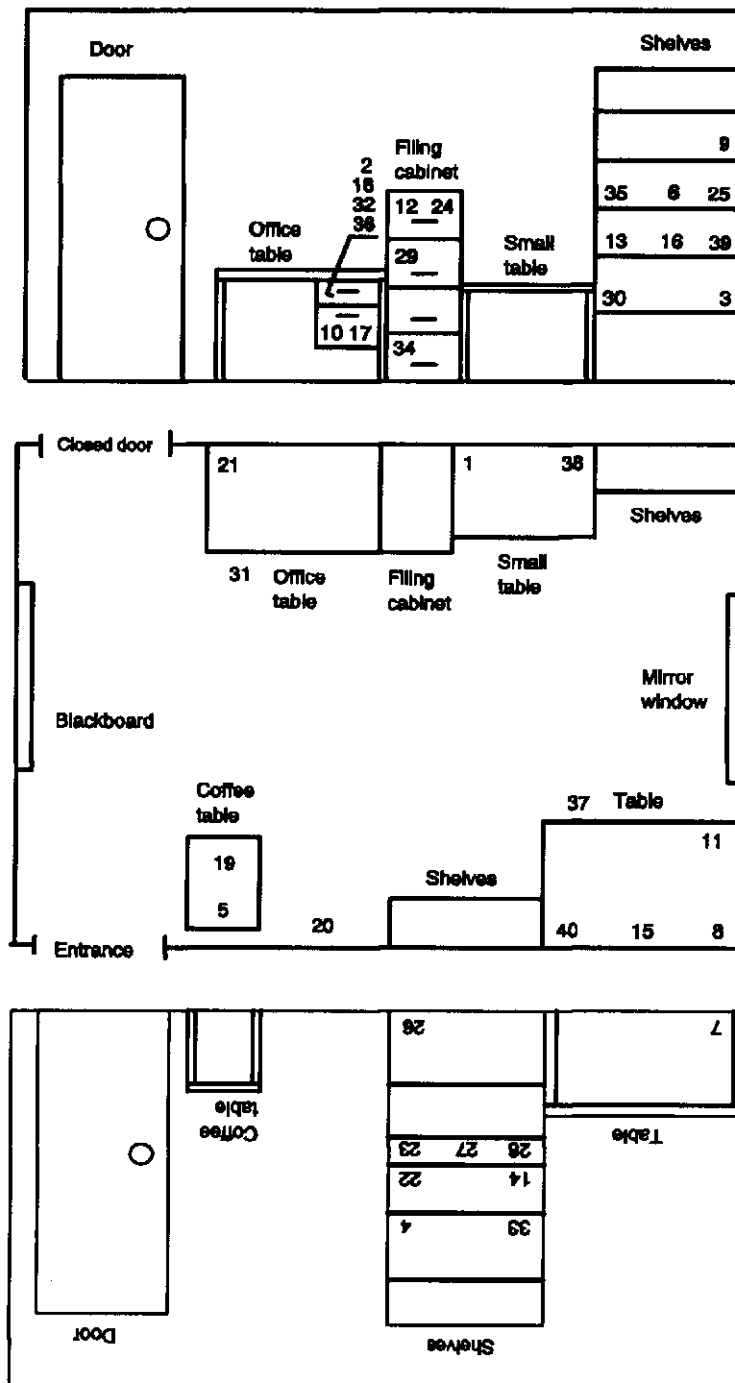 Door
Shelves
9
2
18
32
36
Filing
cabinet
12 24
35 6 25
Office
table
29
Small
table
13 16 39
10 17
34
30 3
Closed door
21
1 38
Shelves
31 Office
table
Filing
cabinet
Small
table
Mirror
window
Blackboard
Coffee
table
37 Table
19
11
Shelves
5
20
40 15 8
Entrance
26
7
Coffee
table
Table
23 27 28
22 14
4 33
Door
Shelves